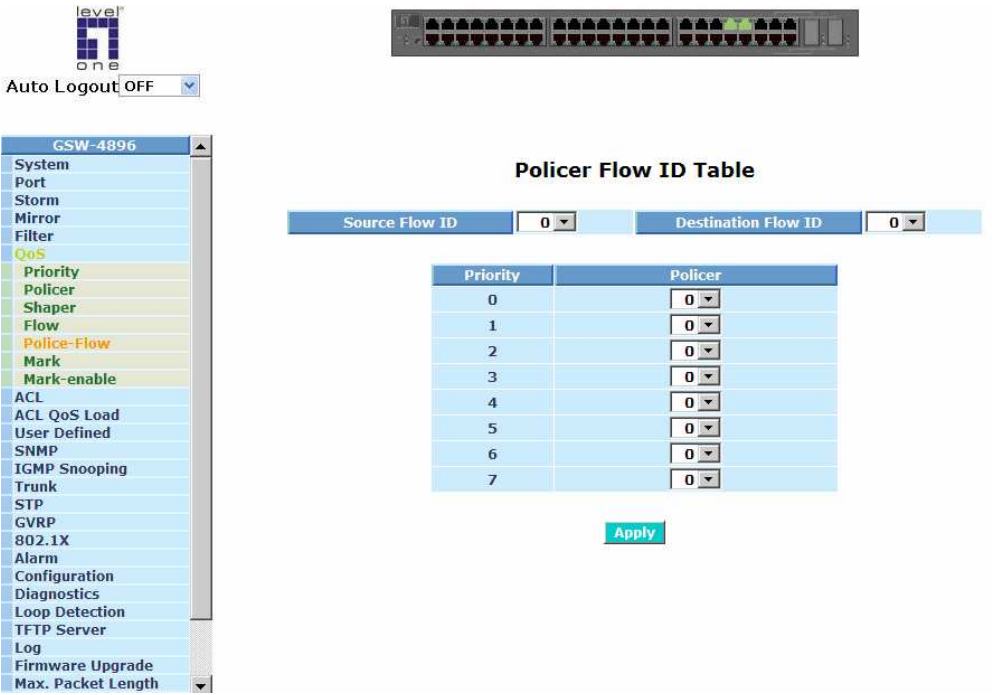 level
one
Auto Logout OFF
GSW-4896
System
Port
Storm
Mirror
Filter
QoS
Priority
Policer
Shaper
Flow
Police-Flow
Mark
Mark-enable
ACL
ACL QoS Load
User Defined
SNMP
IGMP Snooping
Trunk
STP
GVRP
802.1X
Alarm
Configuration
Diagnostics
Loop Detection
TFTP Server
Log
Firmware Upgrade
Max. Packet Length
Policer Flow ID Table
Source Flow ID 0 Destination Flow ID 0
Priority Policer
0 0
1 0
2 0
3 0
4 0
5 0
6 0
7 0
Apply